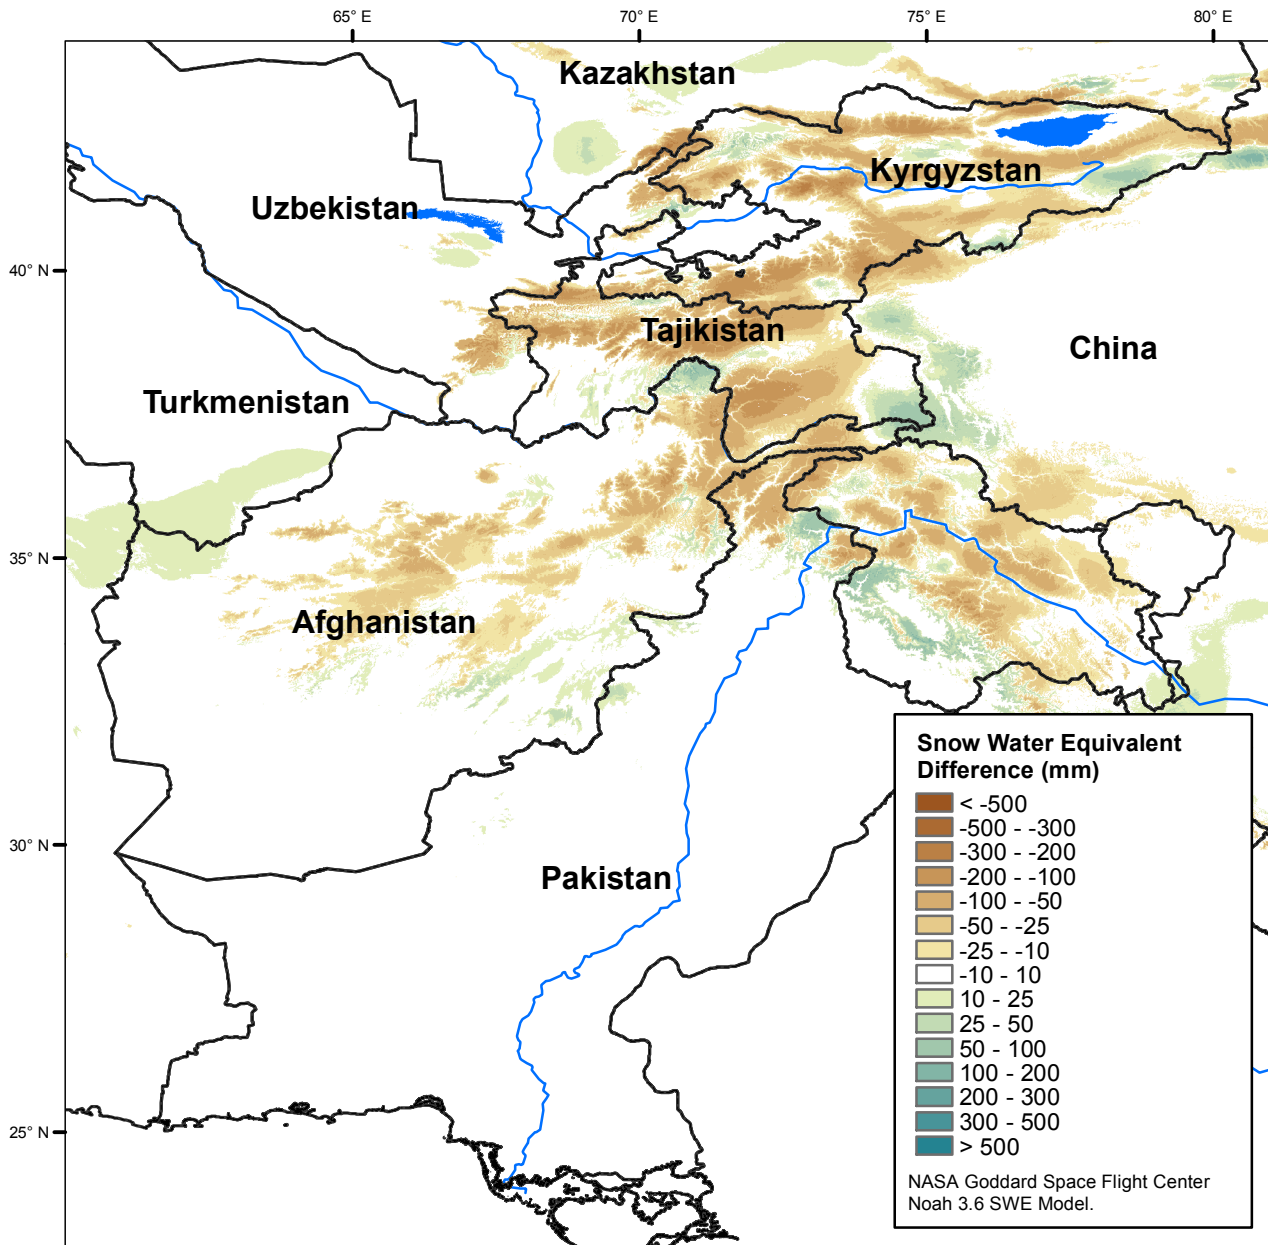 65° E
70° E
75° E
80° E
Kazakhstan
Kyrgyzstan
Uzbekistan
40° N
Tajikistan
China
Turkmenistan
35° N
Afghanistan
30° N
Pakistan
25° N
Snow Water Equivalent
Difference (mm)
< -500
-500 - -300
-300 - -200
-200 - -100
-100 - -50
-50 - -25
-25 - -10
-10 - 10
10 - 25
25 - 50
50 - 100
100 - 200
200 - 300
300 - 500
> 500
NASA Goddard Space Flight Center
Noah 3.6 SWE Model.